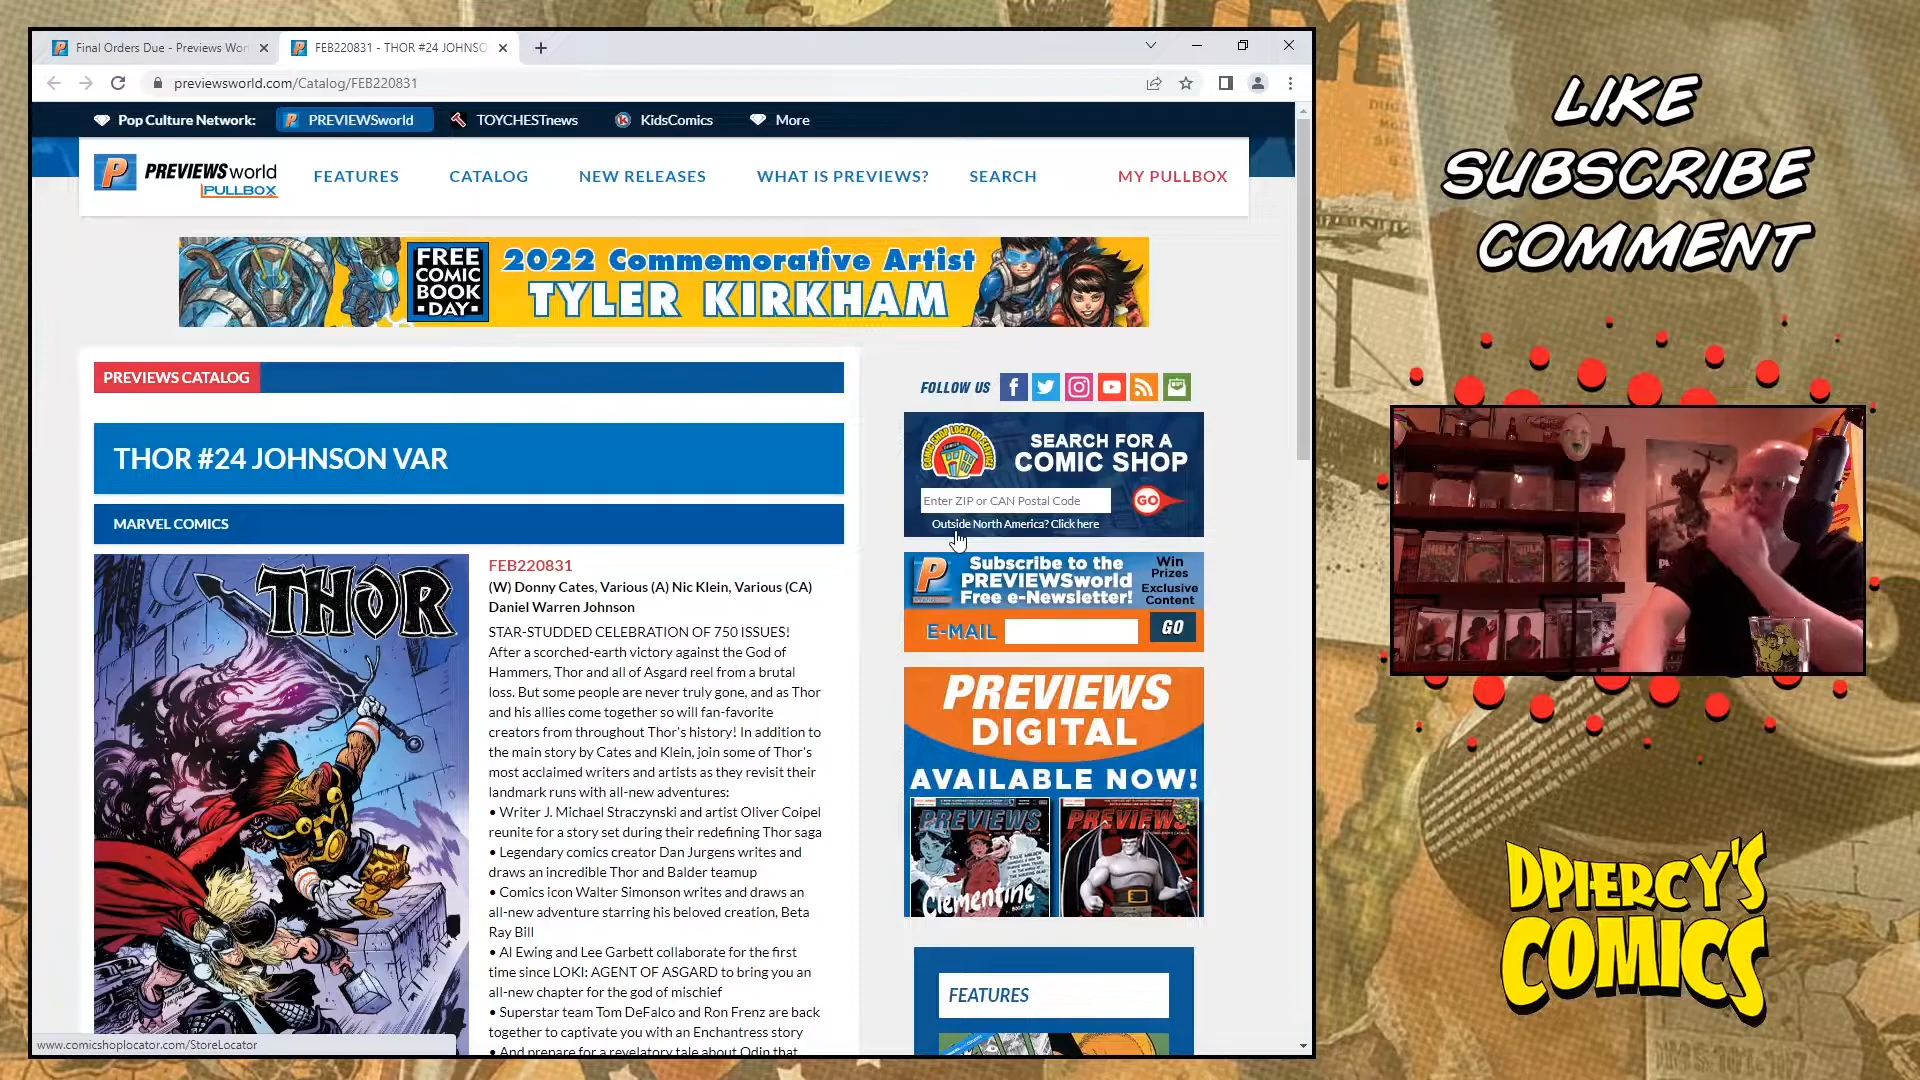 Final Orders Due - Previews Wor
FEB220831 - THOR #24 JOHNSO
previewsworld.com/Catalog/FEB220831
Pop Culture Network:
PREVIEWSworld
TOYCHESTnews
KidsComics
More
P PREVIEWSworld
PULLBOX
FEATURES
CATALOG
NEW RELEASES
WHAT IS PREVIEWS?
SEARCH
MY PULLBOX
FREE
COMIC
BOOK
DAY
2022 Commemorative Artist
TYLER KIRKHAM
PREVIEWS CATALOG
THOR #24 JOHNSON VAR
MARVEL COMICS
THOR
FEB220831
(W) Donny Cates, Various (A) Nic Klein, Various (CA)
Daniel Warren Johnson
STAR-STUDDED CELEBRATION OF 750 ISSUES!
After a scorched-earth victory against the God of
Hammers, Thor and all of Asgard reel from a brutal
loss. But some people are never truly gone, and as Thor
and his allies come together so will fan-favorite
creators from throughout Thor's history! In addition to
the main story by Cates and Klein, join some of Thor's
most acclaimed writers and artists as they revisit their
landmark runs with all-new adventures:
• Writer J. Michael Straczynski and artist Oliver Coipel
reunite for a story set during their redefining Thor saga
• Legendary comics creator Dan Jurgens writes and
draws an incredible Thor and Balder teamup
• Comics icon Walter Simonson writes and draws an
all-new adventure starring his beloved creation, Beta
Ray Bill
• Al Ewing and Lee Garbett collaborate for the first
time since LOKI: AGENT OF ASGARD to bring you an
all-new chapter for the god of mischief
• Superstar team Tom DeFalco and Ron Frenz are back
together to captivate you with an Enchantress story
• And prepare for a revelatory tale about Odin that
FOLLOW US
COMIC SHOP LOCATOR SERVICE
SEARCH FOR A
COMIC SHOP
Enter ZIP or CAN Postal Code
GO
Outside North America? Click here
P
Subscribe to the
PREVIEWSworld
Free e-Newsletter!
Win
Prizes
Exclusive
Content
E-MAIL
GO
PREVIEWS
DIGITAL
AVAILABLE NOW!
PREVIEWS
Clementine
PREVIEWS
FEATURES
www.comicshoplocator.com/StoreLocator
LIKE
SUBSCRIBE
COMMENT
DPIERCY'S
COMICS